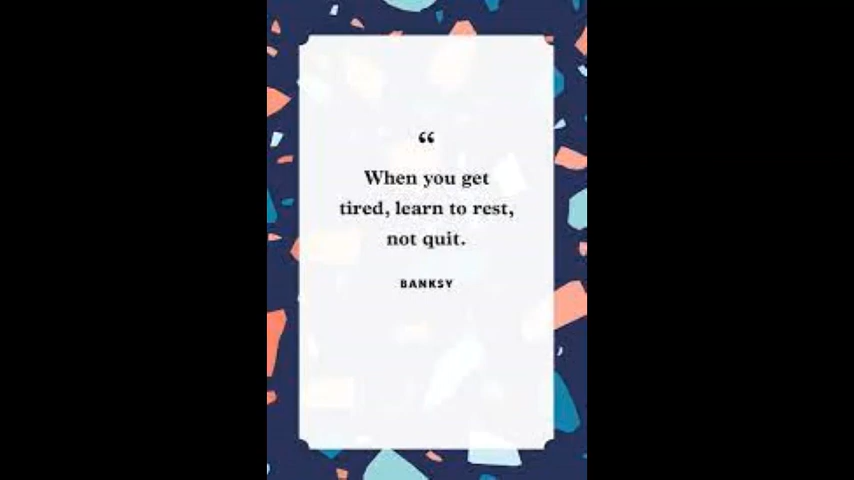 “
When you get
tired, learn to rest,
not quit.
BANKSY